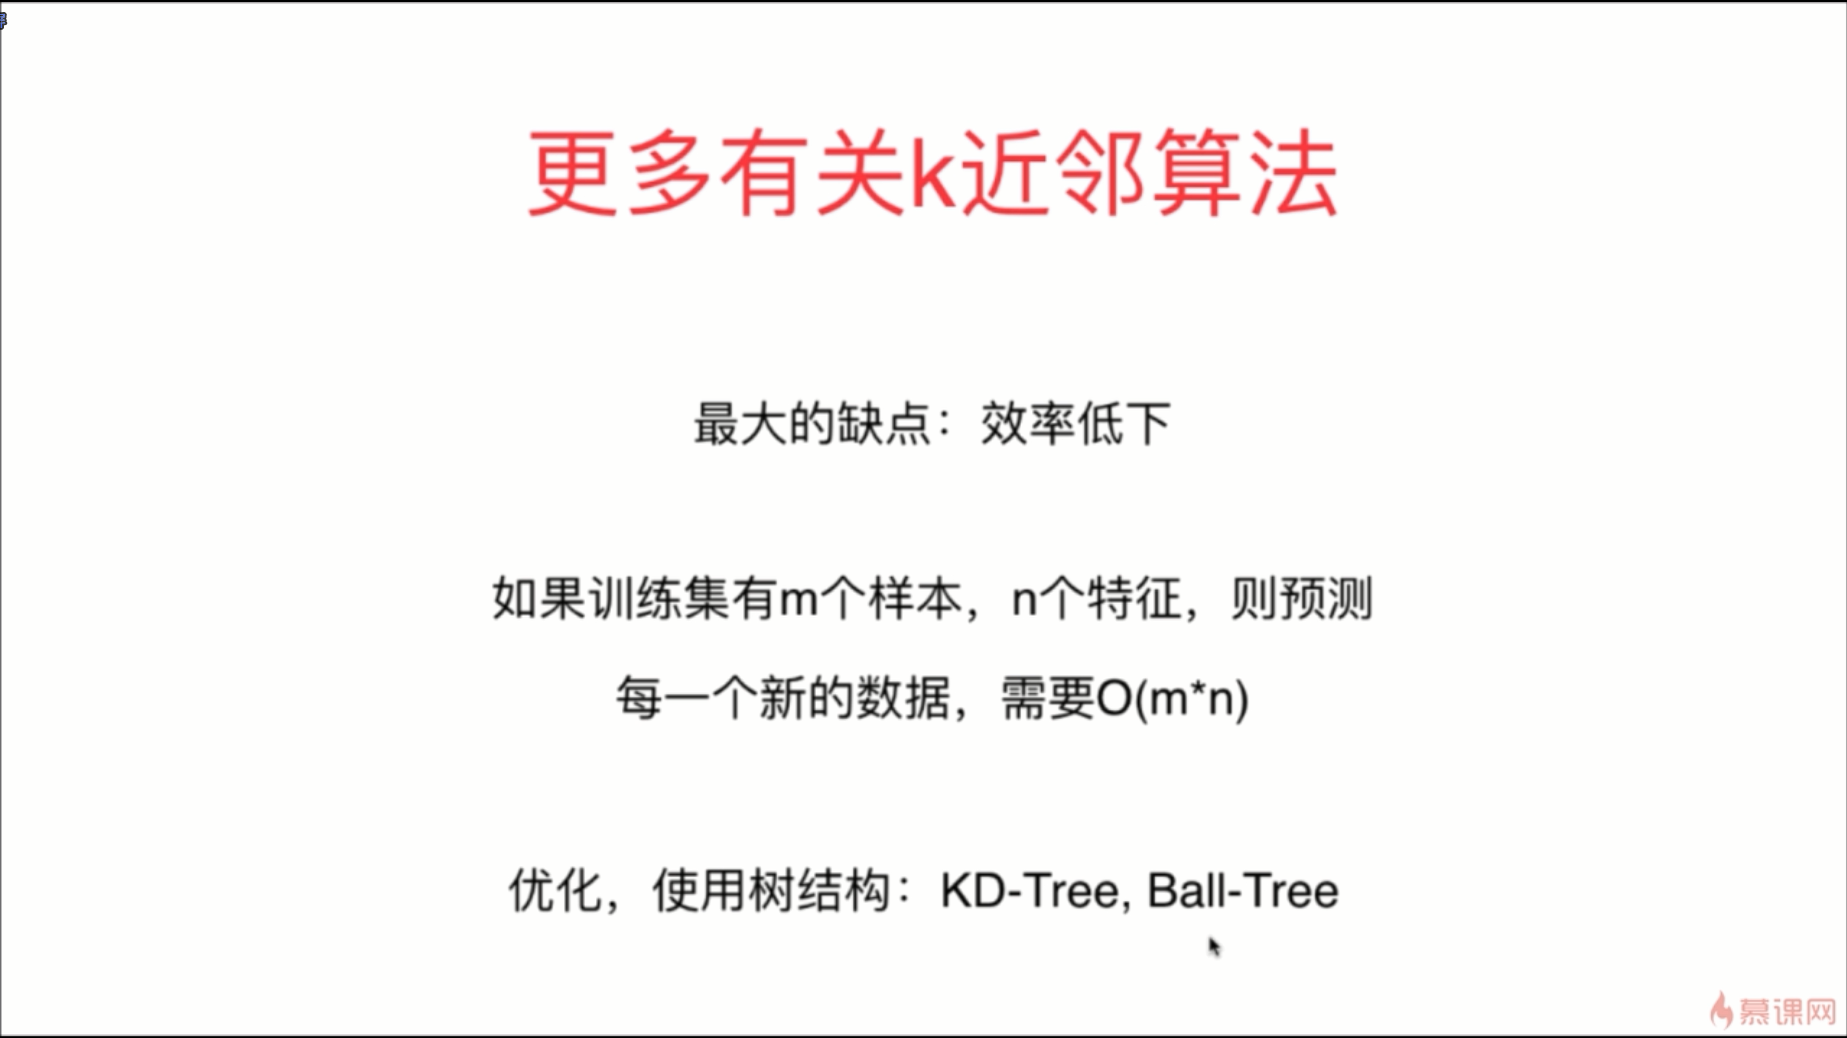 更多有关k近邻算法
最大的缺点：效率低下
如果训练集有m个样本，n个特征，则预测
每一个新的数据，需要O(m*n)
优化，使用树结构：KD-Tree, Ball-Tree
慕课网